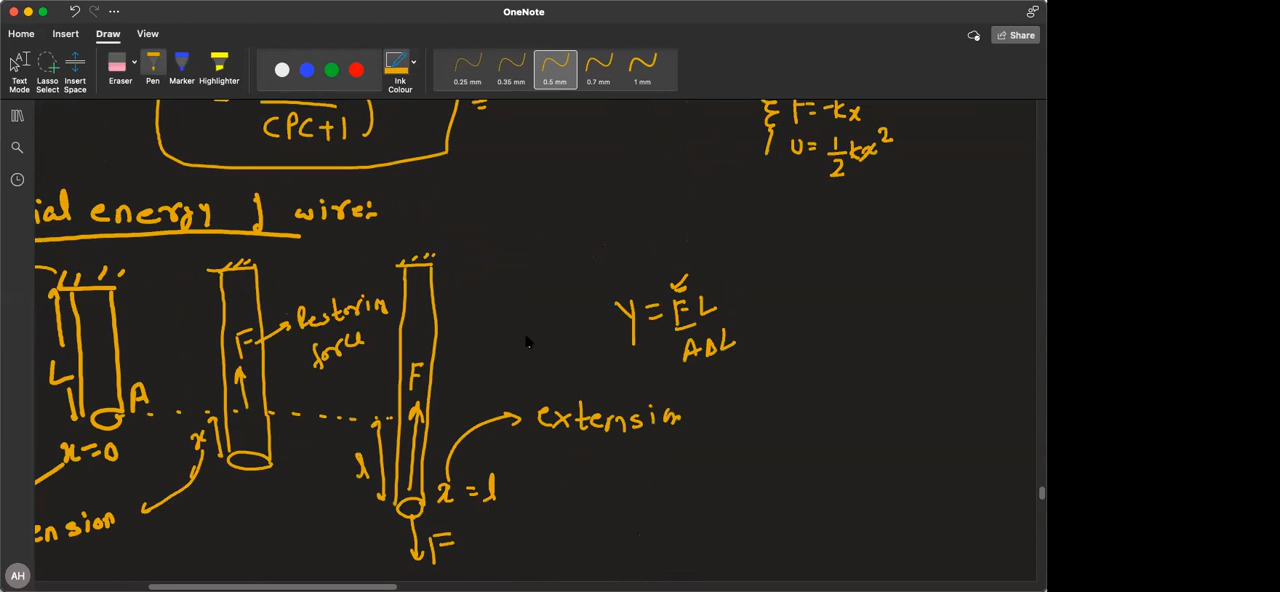 OneNote
Home Insert Draw View
Share
Text Mode
Lasso Select
Insert Space
Eraser
Pen
Marker
Highlighter
Ink Colour
0.25 mm
0.35 mm
0.5 mm
0.7 mm
1 mm
CPC+1)
=
F = -kx
U = 1/2 kx²
ial energy of wire:
L
A
x=0
ension
x
F
Restorin
force
F
l
x = l
F
extension
Y = FL
AΔL
AH